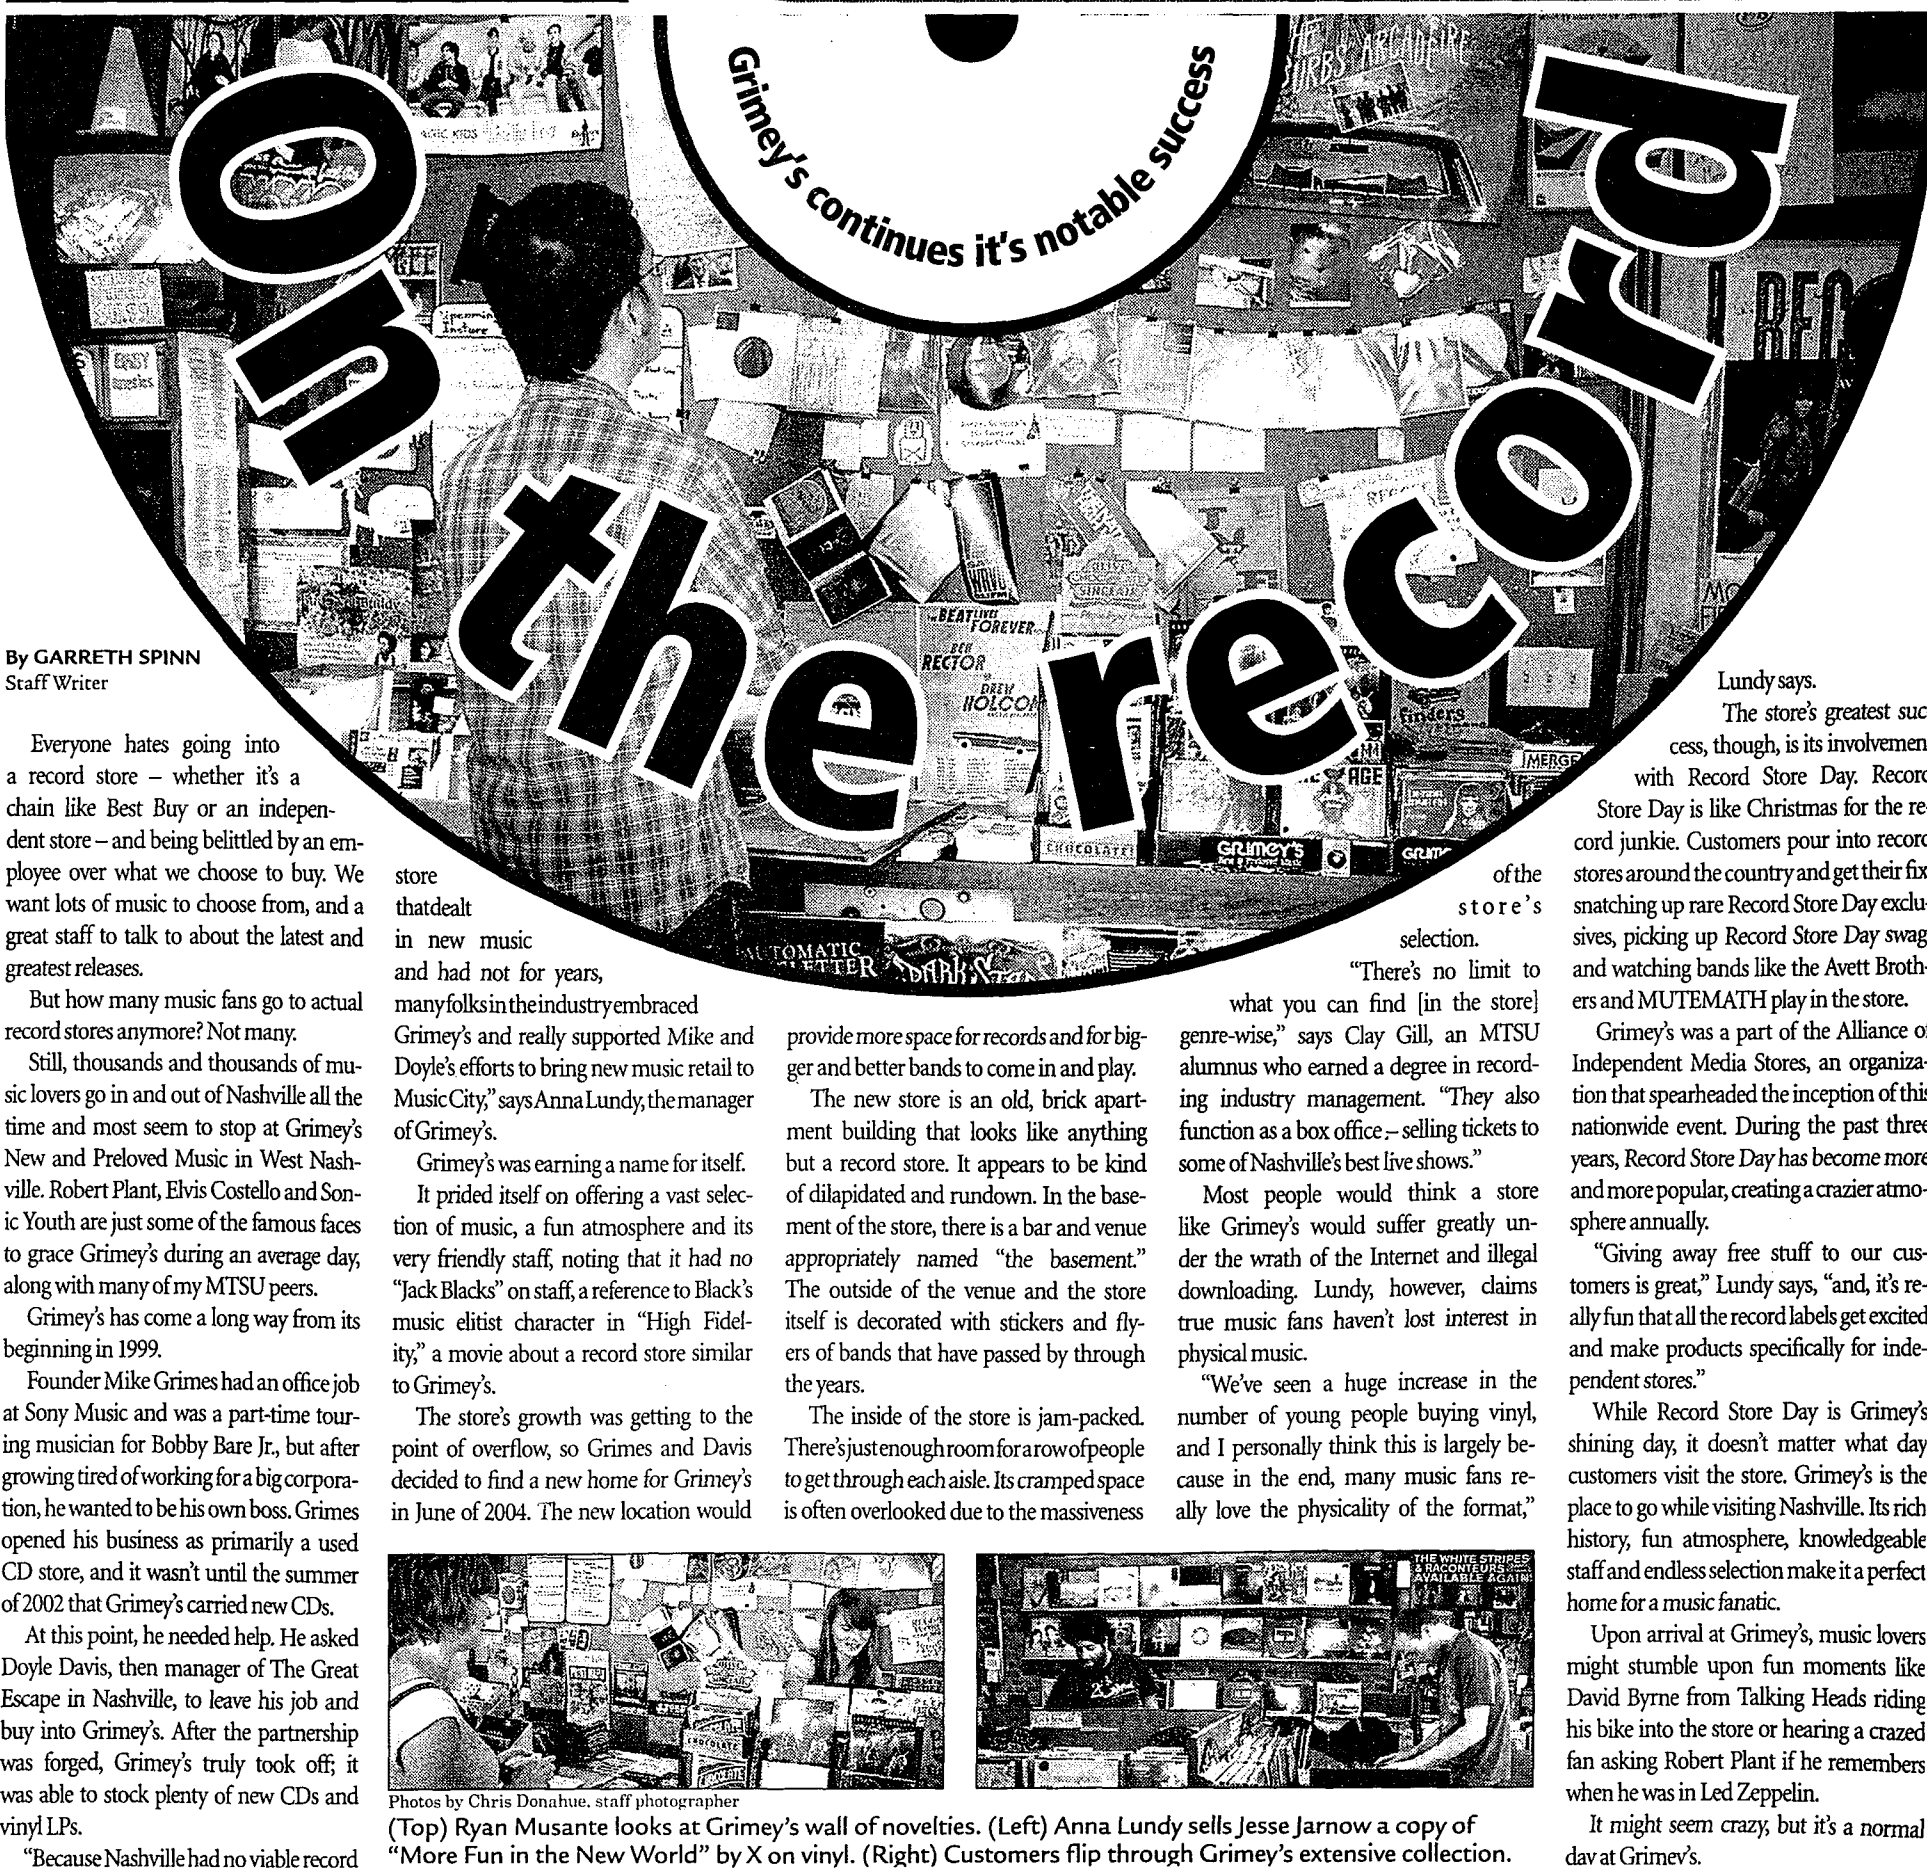 On the record
Grimey's continues it's notable success
By GARRETH SPINN
Staff Writer
Everyone hates going into
a record store – whether it's a
chain like Best Buy or an indepen-
dent store – and being belittled by an em-
ployee over what we choose to buy. We
want lots of music to choose from, and a
great staff to talk to about the latest and
greatest releases.
But how many music fans go to actual
record stores anymore? Not many.
Still, thousands and thousands of mu-
sic lovers go in and out of Nashville all the
time and most seem to stop at Grimey's
New and Preloved Music in West Nash-
ville. Robert Plant, Elvis Costello and Son-
ic Youth are just some of the famous faces
to grace Grimey's during an average day,
along with many of my MTSU peers.
Grimey's has come a long way from its
beginning in 1999.
Founder Mike Grimes had an office job
at Sony Music and was a part-time tour-
ing musician for Bobby Bare Jr., but after
growing tired of working for a big corpora-
tion, he wanted to be his own boss. Grimes
opened his business as primarily a used
CD store, and it wasn't until the summer
of 2002 that Grimey's carried new CDs.
At this point, he needed help. He asked
Doyle Davis, then manager of The Great
Escape in Nashville, to leave his job and
buy into Grimey's. After the partnership
was forged, Grimey's truly took off; it
was able to stock plenty of new CDs and
vinyl LPs.
"Because Nashville had no viable record
store
that dealt
in new music
and had not for years,
many folks in the industry embraced
Grimey's and really supported Mike and
Doyle's efforts to bring new music retail to
Music City," says Anna Lundy, the manager
of Grimey's.
Grimey's was earning a name for itself.
It prided itself on offering a vast selec-
tion of music, a fun atmosphere and its
very friendly staff, noting that it had no
"Jack Blacks" on staff, a reference to Black's
music elitist character in "High Fidel-
ity," a movie about a record store similar
to Grimey's.
The store's growth was getting to the
point of overflow, so Grimes and Davis
decided to find a new home for Grimey's
in June of 2004. The new location would
provide more space for records and for big-
ger and better bands to come in and play.
The new store is an old, brick apart-
ment building that looks like anything
but a record store. It appears to be kind
of dilapidated and rundown. In the base-
ment of the store, there is a bar and venue
appropriately named "the basement."
The outside of the venue and the store
itself is decorated with stickers and fly-
ers of bands that have passed by through
the years.
The inside of the store is jam-packed.
There's just enough room for a row of people
to get through each aisle. Its cramped space
is often overlooked due to the massiveness
of the
store's
selection.
"There's no limit to
what you can find [in the store]
genre-wise," says Clay Gill, an MTSU
alumnus who earned a degree in record-
ing industry management. "They also
function as a box office – selling tickets to
some of Nashville's best live shows."
Most people would think a store
like Grimey's would suffer greatly un-
der the wrath of the Internet and illegal
downloading. Lundy, however, claims
true music fans haven't lost interest in
physical music.
"We've seen a huge increase in the
number of young people buying vinyl,
and I personally think this is largely be-
cause in the end, many music fans re-
ally love the physicality of the format,"
Lundy says.
The store's greatest suc
cess, though, is its involvemen
with Record Store Day. Record
Store Day is like Christmas for the re
cord junkie. Customers pour into record
stores around the country and get their fix
snatching up rare Record Store Day exclu-
sives, picking up Record Store Day swag
and watching bands like the Avett Broth-
ers and MUTEMATH play in the store.
Grimey's was a part of the Alliance of
Independent Media Stores, an organiza-
tion that spearheaded the inception of this
nationwide event. During the past three
years, Record Store Day has become more
and more popular, creating a crazier atmo-
sphere annually.
"Giving away free stuff to our cus-
tomers is great," Lundy says, "and, it's re-
ally fun that all the record labels get excited
and make products specifically for inde-
pendent stores."
While Record Store Day is Grimey's
shining day, it doesn't matter what day
customers visit the store. Grimey's is the
place to go while visiting Nashville. Its rich
history, fun atmosphere, knowledgeable
staff and endless selection make it a perfect
home for a music fanatic.
Upon arrival at Grimey's, music lovers
might stumble upon fun moments like
David Byrne from Talking Heads riding
his bike into the store or hearing a crazed
fan asking Robert Plant if he remembers
when he was in Led Zeppelin.
It might seem crazy, but it's a normal
day at Grimey's.
BEATLIVES
FOREVER
BEN
RECTOR
DREW
HOLCO
GRIMEY'S
CHOCOLATE
MERGE
THE WHITE STRIPES
& RACONTEURS
AVAILABLE AGAIN
Photos by Chris Donahue, staff photographer
(Top) Ryan Musante looks at Grimey's wall of novelties. (Left) Anna Lundy sells Jesse Jarnow a copy of
"More Fun in the New World" by X on vinyl. (Right) Customers flip through Grimey's extensive collection.